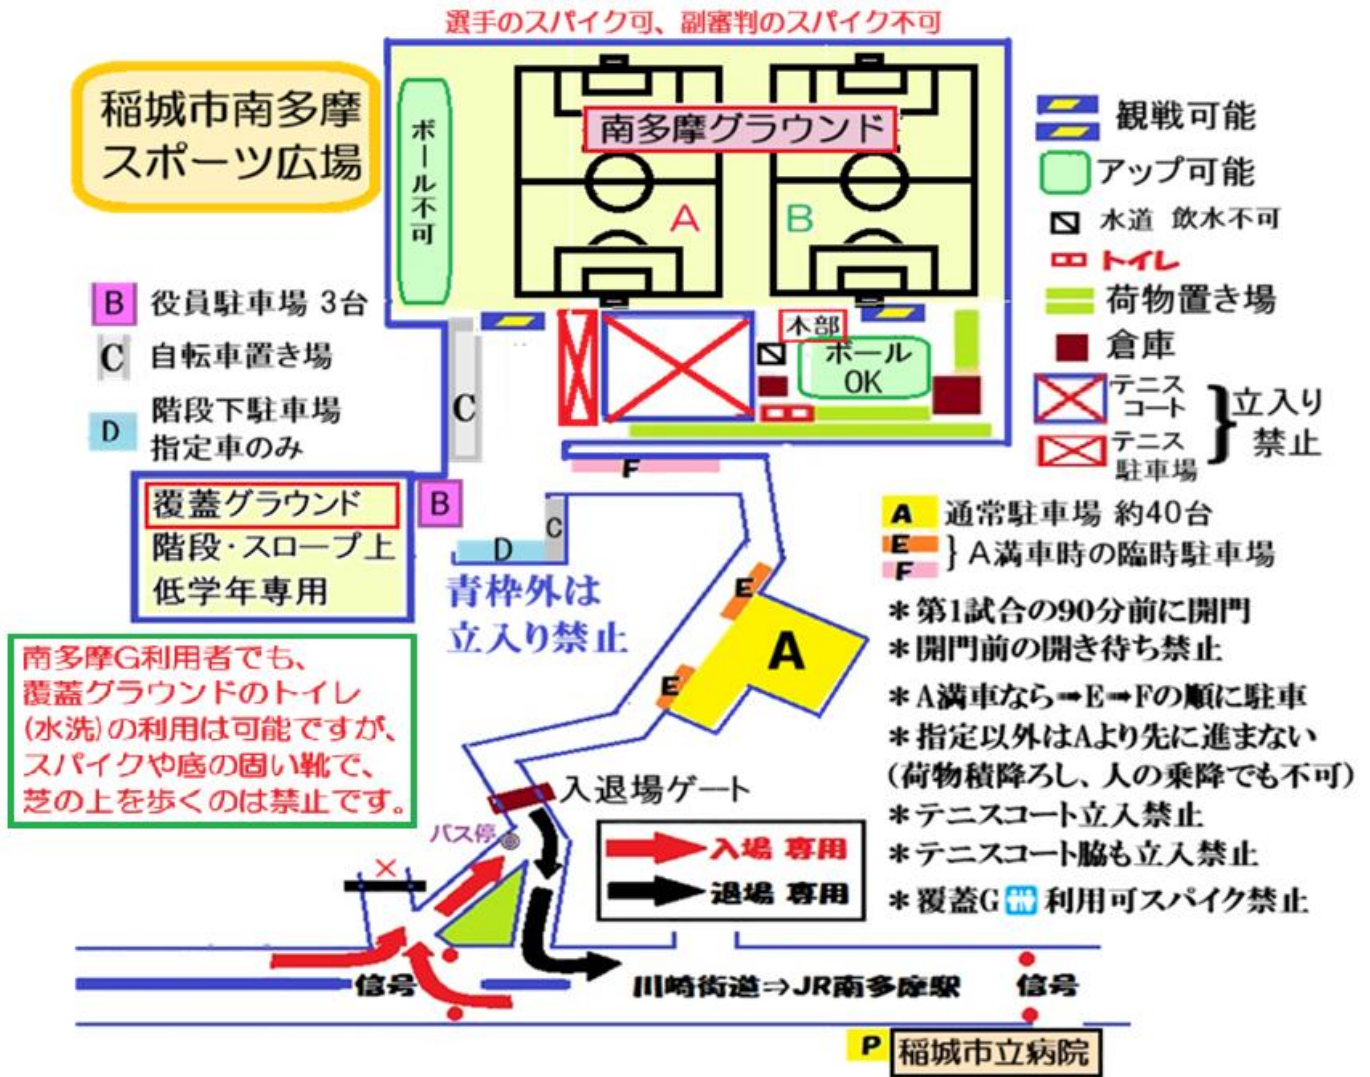 選手のスパイク可、副審判のスパイク不可
稲城市南多摩
スポーツ広場
ボール不可
南多摩グラウンド
A
B
観戦可能
アップ可能
水道 飲水不可
トイレ
荷物置き場
倉庫
テニス
コート
テニス
駐車場
立入り
禁止
B 役員駐車場 3台
C 自転車置き場
D 階段下駐車場
指定車のみ
C
本部
ボール
OK
F
覆蓋グラウンド
階段・スロープ上
低学年専用
B
C
D
青枠外は
立入り禁止
E
A
E
A 通常駐車場 約40台
E
F
A満車時の臨時駐車場
＊第1試合の90分前に開門
＊開門前の開き待ち禁止
＊A満車なら➡E➡Fの順に駐車
＊指定以外はAより先に進まない
(荷物積降ろし、人の乗降でも不可)
＊テニスコート立入禁止
＊テニスコート脇も立入禁止
＊覆蓋G🚻利用可スパイク禁止
南多摩G利用者でも、
覆蓋グラウンドのトイレ
(水洗)の利用は可能ですが、
スパイクや底の固い靴で、
芝の上を歩くのは禁止です。
入退場ゲート
バス停
入場 専用
退場 専用
信号
川崎街道⇒JR南多摩駅
信号
P 稲城市立病院